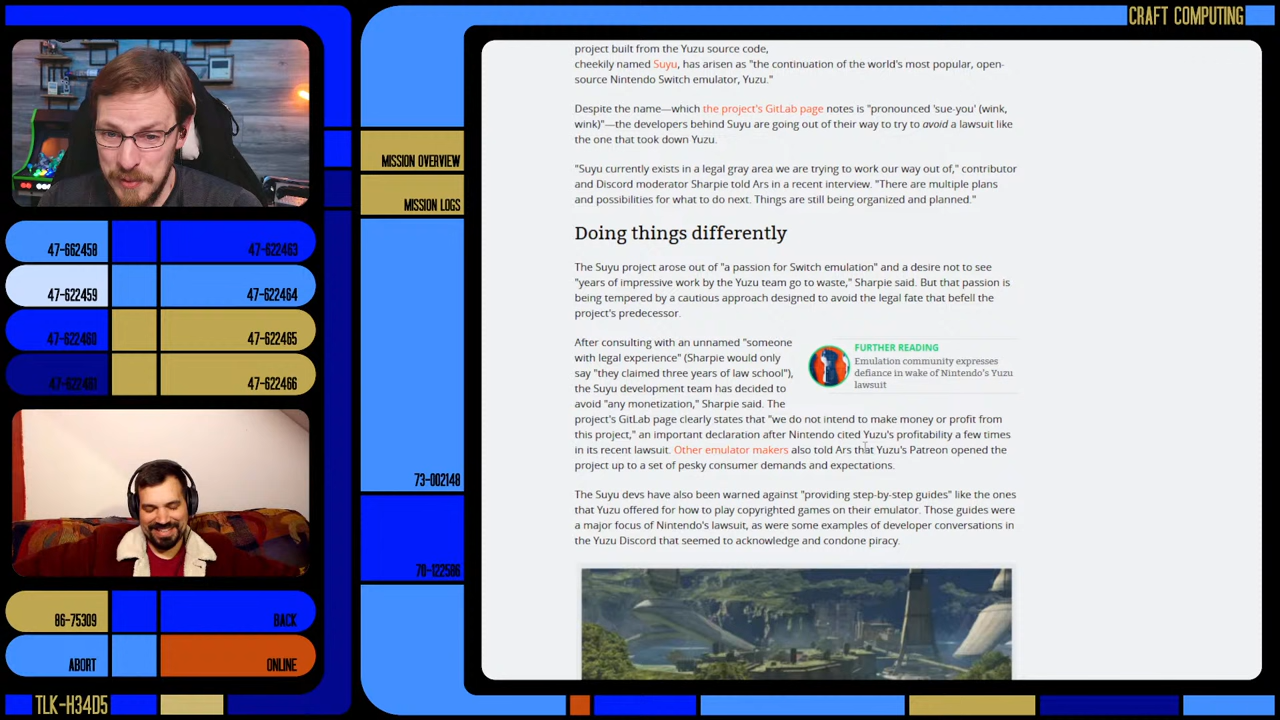 CRAFT COMPUTING
MISSION OVERVIEW
MISSION LOGS
47-662458
47-622463
47-622459
47-622464
47-622460
47-622465
47-622466
73-002148
70-122506
86-75309
BACK
ABORT
ONLINE
TLK-H34D5
project built from the Yuzu source code,
cheekily named Suyu, has arisen as "the continuation of the world's most popular, open-
source Nintendo Switch emulator, Yuzu."
Despite the name—which the project's GitLab page notes is "pronounced 'sue-you' (wink,
wink)"—the developers behind Suyu are going out of their way to try to avoid a lawsuit like
the one that took down Yuzu.
"Suyu currently exists in a legal gray area we are trying to work our way out of," contributor
and Discord moderator Sharpie told Ars in a recent interview. "There are multiple plans
and possibilities for what to do next. Things are still being organized and planned."
Doing things differently
The Suyu project arose out of "a passion for Switch emulation" and a desire not to see
"years of impressive work by the Yuzu team go to waste," Sharpie said. But that passion is
being tempered by a cautious approach designed to avoid the legal fate that befell the
project's predecessor.
After consulting with an unnamed "someone
with legal experience" (Sharpie would only
say "they claimed three years of law school"),
the Suyu development team has decided to
avoid "any monetization," Sharpie said. The
project's GitLab page clearly states that "we do not intend to make money or profit from
this project," an important declaration after Nintendo cited Yuzu's profitability a few times
in its recent lawsuit. Other emulator makers also told Ars that Yuzu's Patreon opened the
project up to a set of pesky consumer demands and expectations.
FURTHER READING
Emulation community expresses
defiance in wake of Nintendo's Yuzu
lawsuit
The Suyu devs have also been warned against "providing step-by-step guides" like the ones
that Yuzu offered for how to play copyrighted games on their emulator. Those guides were
a major focus of Nintendo's lawsuit, as were some examples of developer conversations in
the Yuzu Discord that seemed to acknowledge and condone piracy.